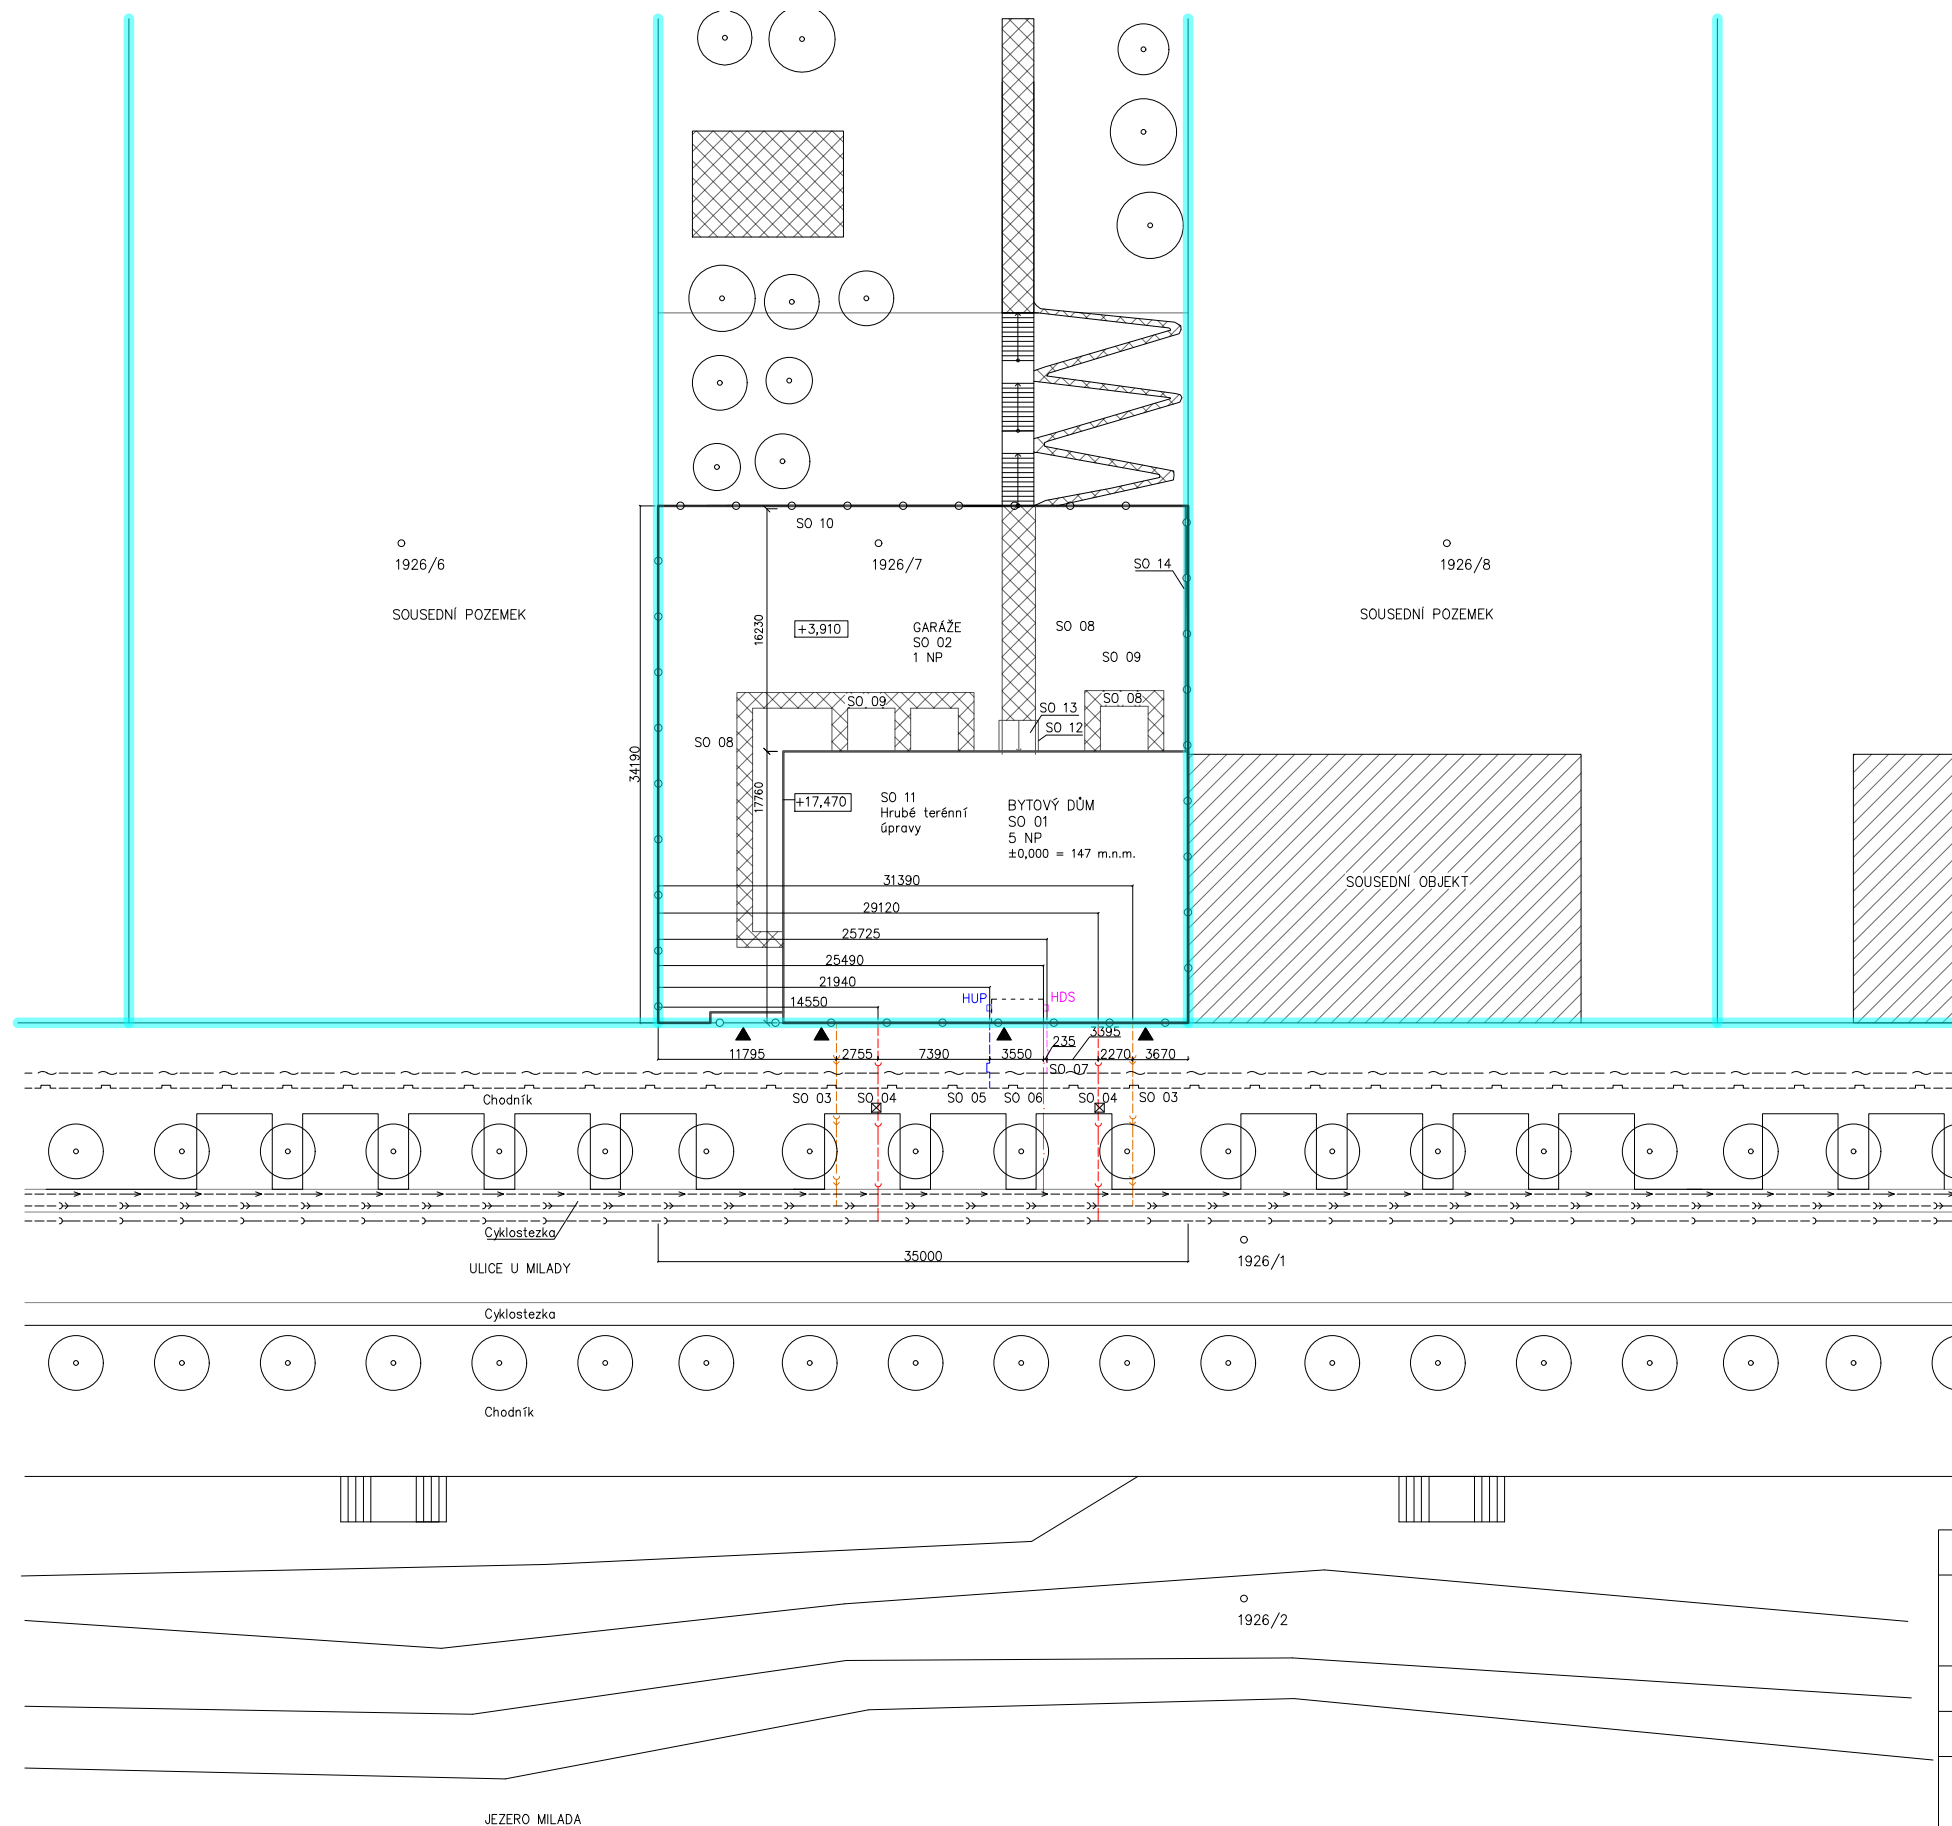 SO 10
1926/6
1926/7
SO 14
1926/8
SOUSEDNÍ POZEMEK
SOUSEDNÍ POZEMEK
16230
+3,910
GARÁŽE
SO 02
1 NP
SO 08
SO 09
SO 09
SO 08
SO 13
SO 12
SO 08
34190
17760
+17,470
SO 11
Hrubé terénní
úpravy
BYTOVÝ DŮM
SO 01
5 NP
±0,000 = 147 m.n.m.
SOUSEDNÍ OBJEKT
31390
29120
25725
25490
21940
14550
HUP
HDS
11795
2755
7390
3550
235
3395
2270
3670
SO 07
Chodník
SO 03
SO 04
SO 05
SO 06
SO 04
SO 03
Cyklostezka
35000
1926/1
ULICE U MILADY
Cyklostezka
Chodník
1926/2
JEZERO MILADA